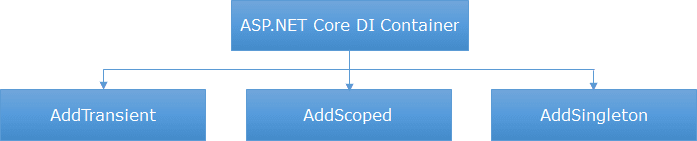 ASP.NET Core DI Container
AddTransient
AddScoped
AddSingleton